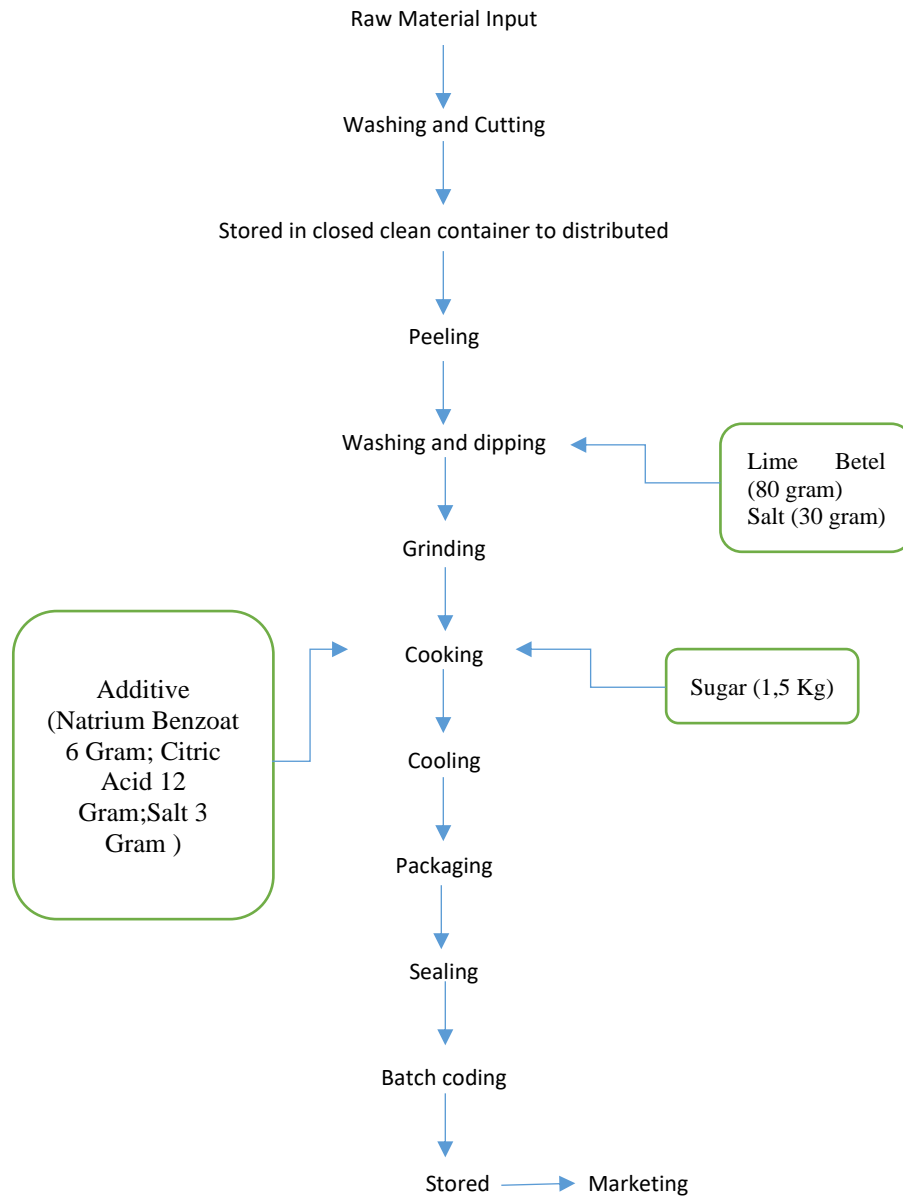 Raw Material Input
Washing and Cutting
Stored in closed clean container to distributed
Peeling
Washing and dipping
Lime Betel
(80 gram)
Salt (30 gram)
Grinding
Cooking
Additive
(Natrium Benzoat
6 Gram; Citric
Acid 12
Gram;Salt 3
Gram )
Sugar (1,5 Kg)
Cooling
Packaging
Sealing
Batch coding
Stored
Marketing